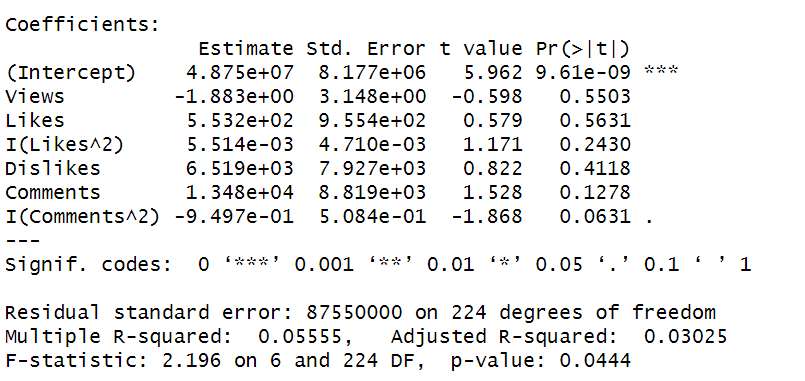 Coefficients:
Estimate Std. Error t value Pr(>|t|)
(Intercept) 4.875e+07 8.177e+06 5.962 9.61e-09 ***
Views -1.883e+00 3.148e+00 -0.598 0.5503
Likes 5.532e+02 9.554e+02 0.579 0.5631
I(Likes^2) 5.514e-03 4.710e-03 1.171 0.2430
Dislikes 6.519e+03 7.927e+03 0.822 0.4118
Comments 1.348e+04 8.819e+03 1.528 0.1278
I(Comments^2) -9.497e-01 5.084e-01 -1.868 0.0631 .
---
Signif. codes: 0 ‘***’ 0.001 ‘**’ 0.01 ‘*’ 0.05 ‘.’ 0.1 ‘ ’ 1
Residual standard error: 87550000 on 224 degrees of freedom
Multiple R-squared: 0.05555, Adjusted R-squared: 0.03025
F-statistic: 2.196 on 6 and 224 DF, p-value: 0.0444